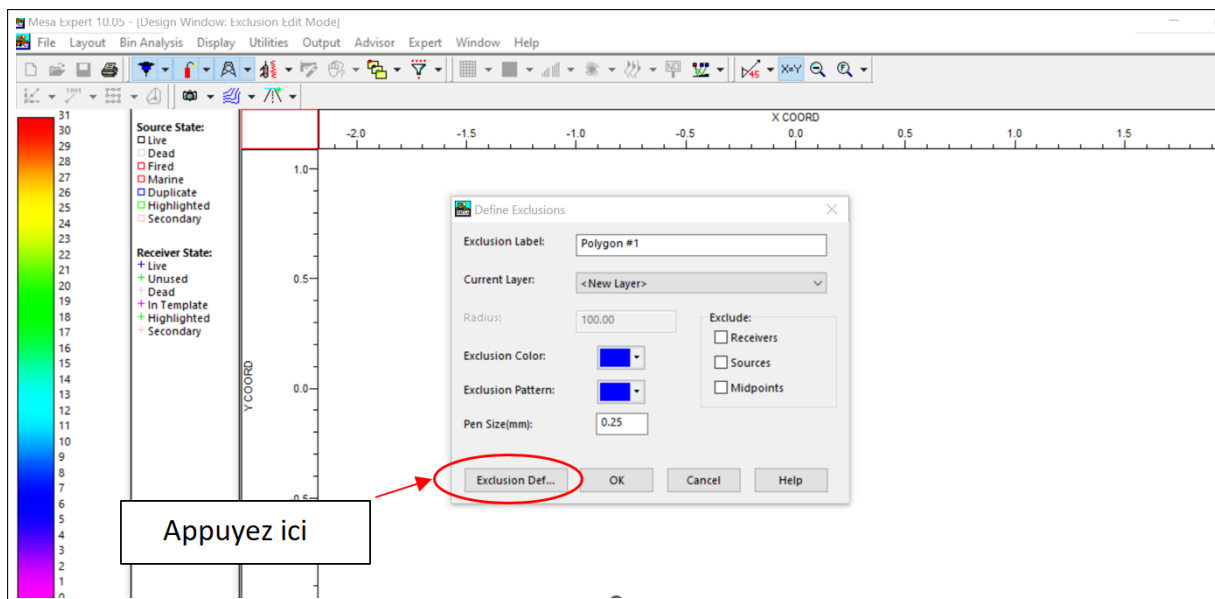 Mesa Expert 10.05 - [Design Window: Exclusion Edit Mode]
File Layout Bin Analysis Display Utilities Output Advisor Expert Window Help
45 X=Y
1001
31
30
29
28
27
26
25
24
23
22
21
20
19
18
17
16
15
14
13
12
11
10
9
8
7
6
5
4
3
2
1
0
Source State:
Live
Dead
Fired
Marine
Duplicate
Highlighted
Secondary
Receiver State:
Live
Unused
Dead
In Template
Highlighted
Secondary
X COORD
-2.0 -1.5 -1.0 -0.5 0.0 0.5 1.0 1.5
Y COORD
1.0
0.5
0.0
-0.5
Define Exclusions
Exclusion Label: Polygon #1
Current Layer: <New Layer>
Radius: 100.00
Exclude:
Receivers
Sources
Midpoints
Exclusion Color:
Exclusion Pattern:
Pen Size(mm): 0.25
Exclusion Def... OK Cancel Help
Appuyez ici